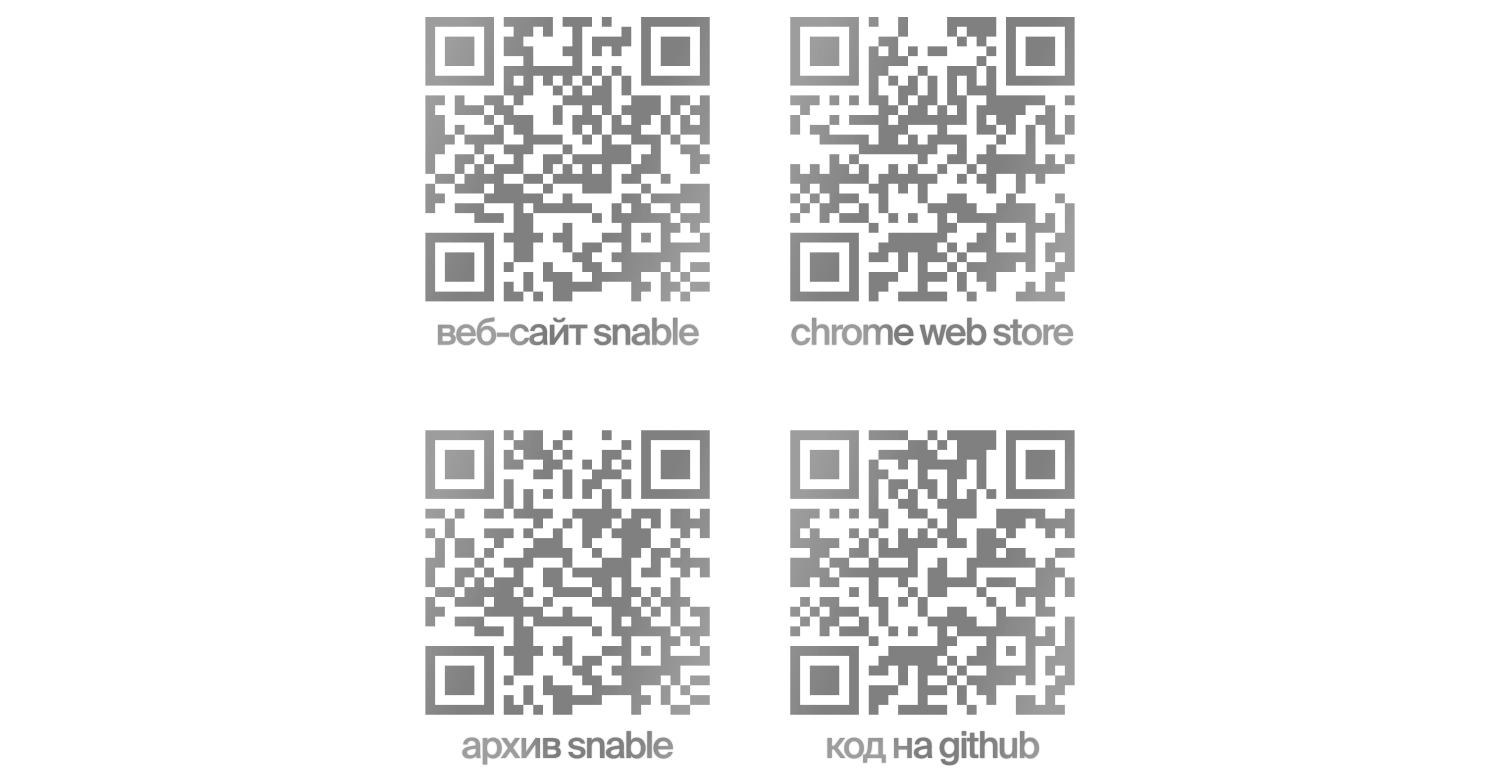 веб-сайт snable
chrome web store
архив snable
код на github